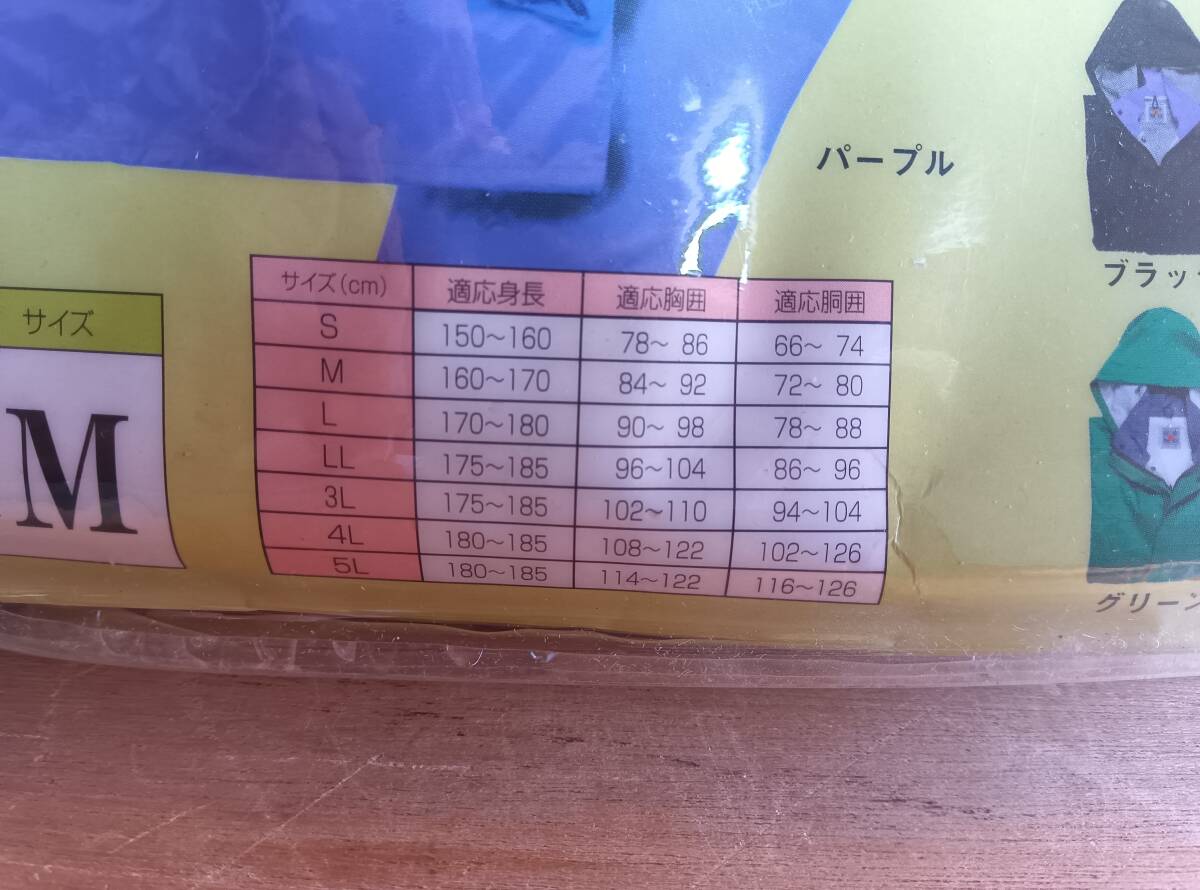 パープル
ブラッ
グリーン
サイズ
M
サイズ(cm) 適応身長 適応胸囲 適応胴囲
S 150〜160 78〜 86 66〜 74
M 160〜170 84〜 92 72〜 80
L 170〜180 90〜 98 78〜 88
LL 175〜185 96〜104 86〜 96
3L 175〜185 102〜110 94〜104
4L 180〜185 108〜122 102〜126
5L 180〜185 114〜122 116〜126